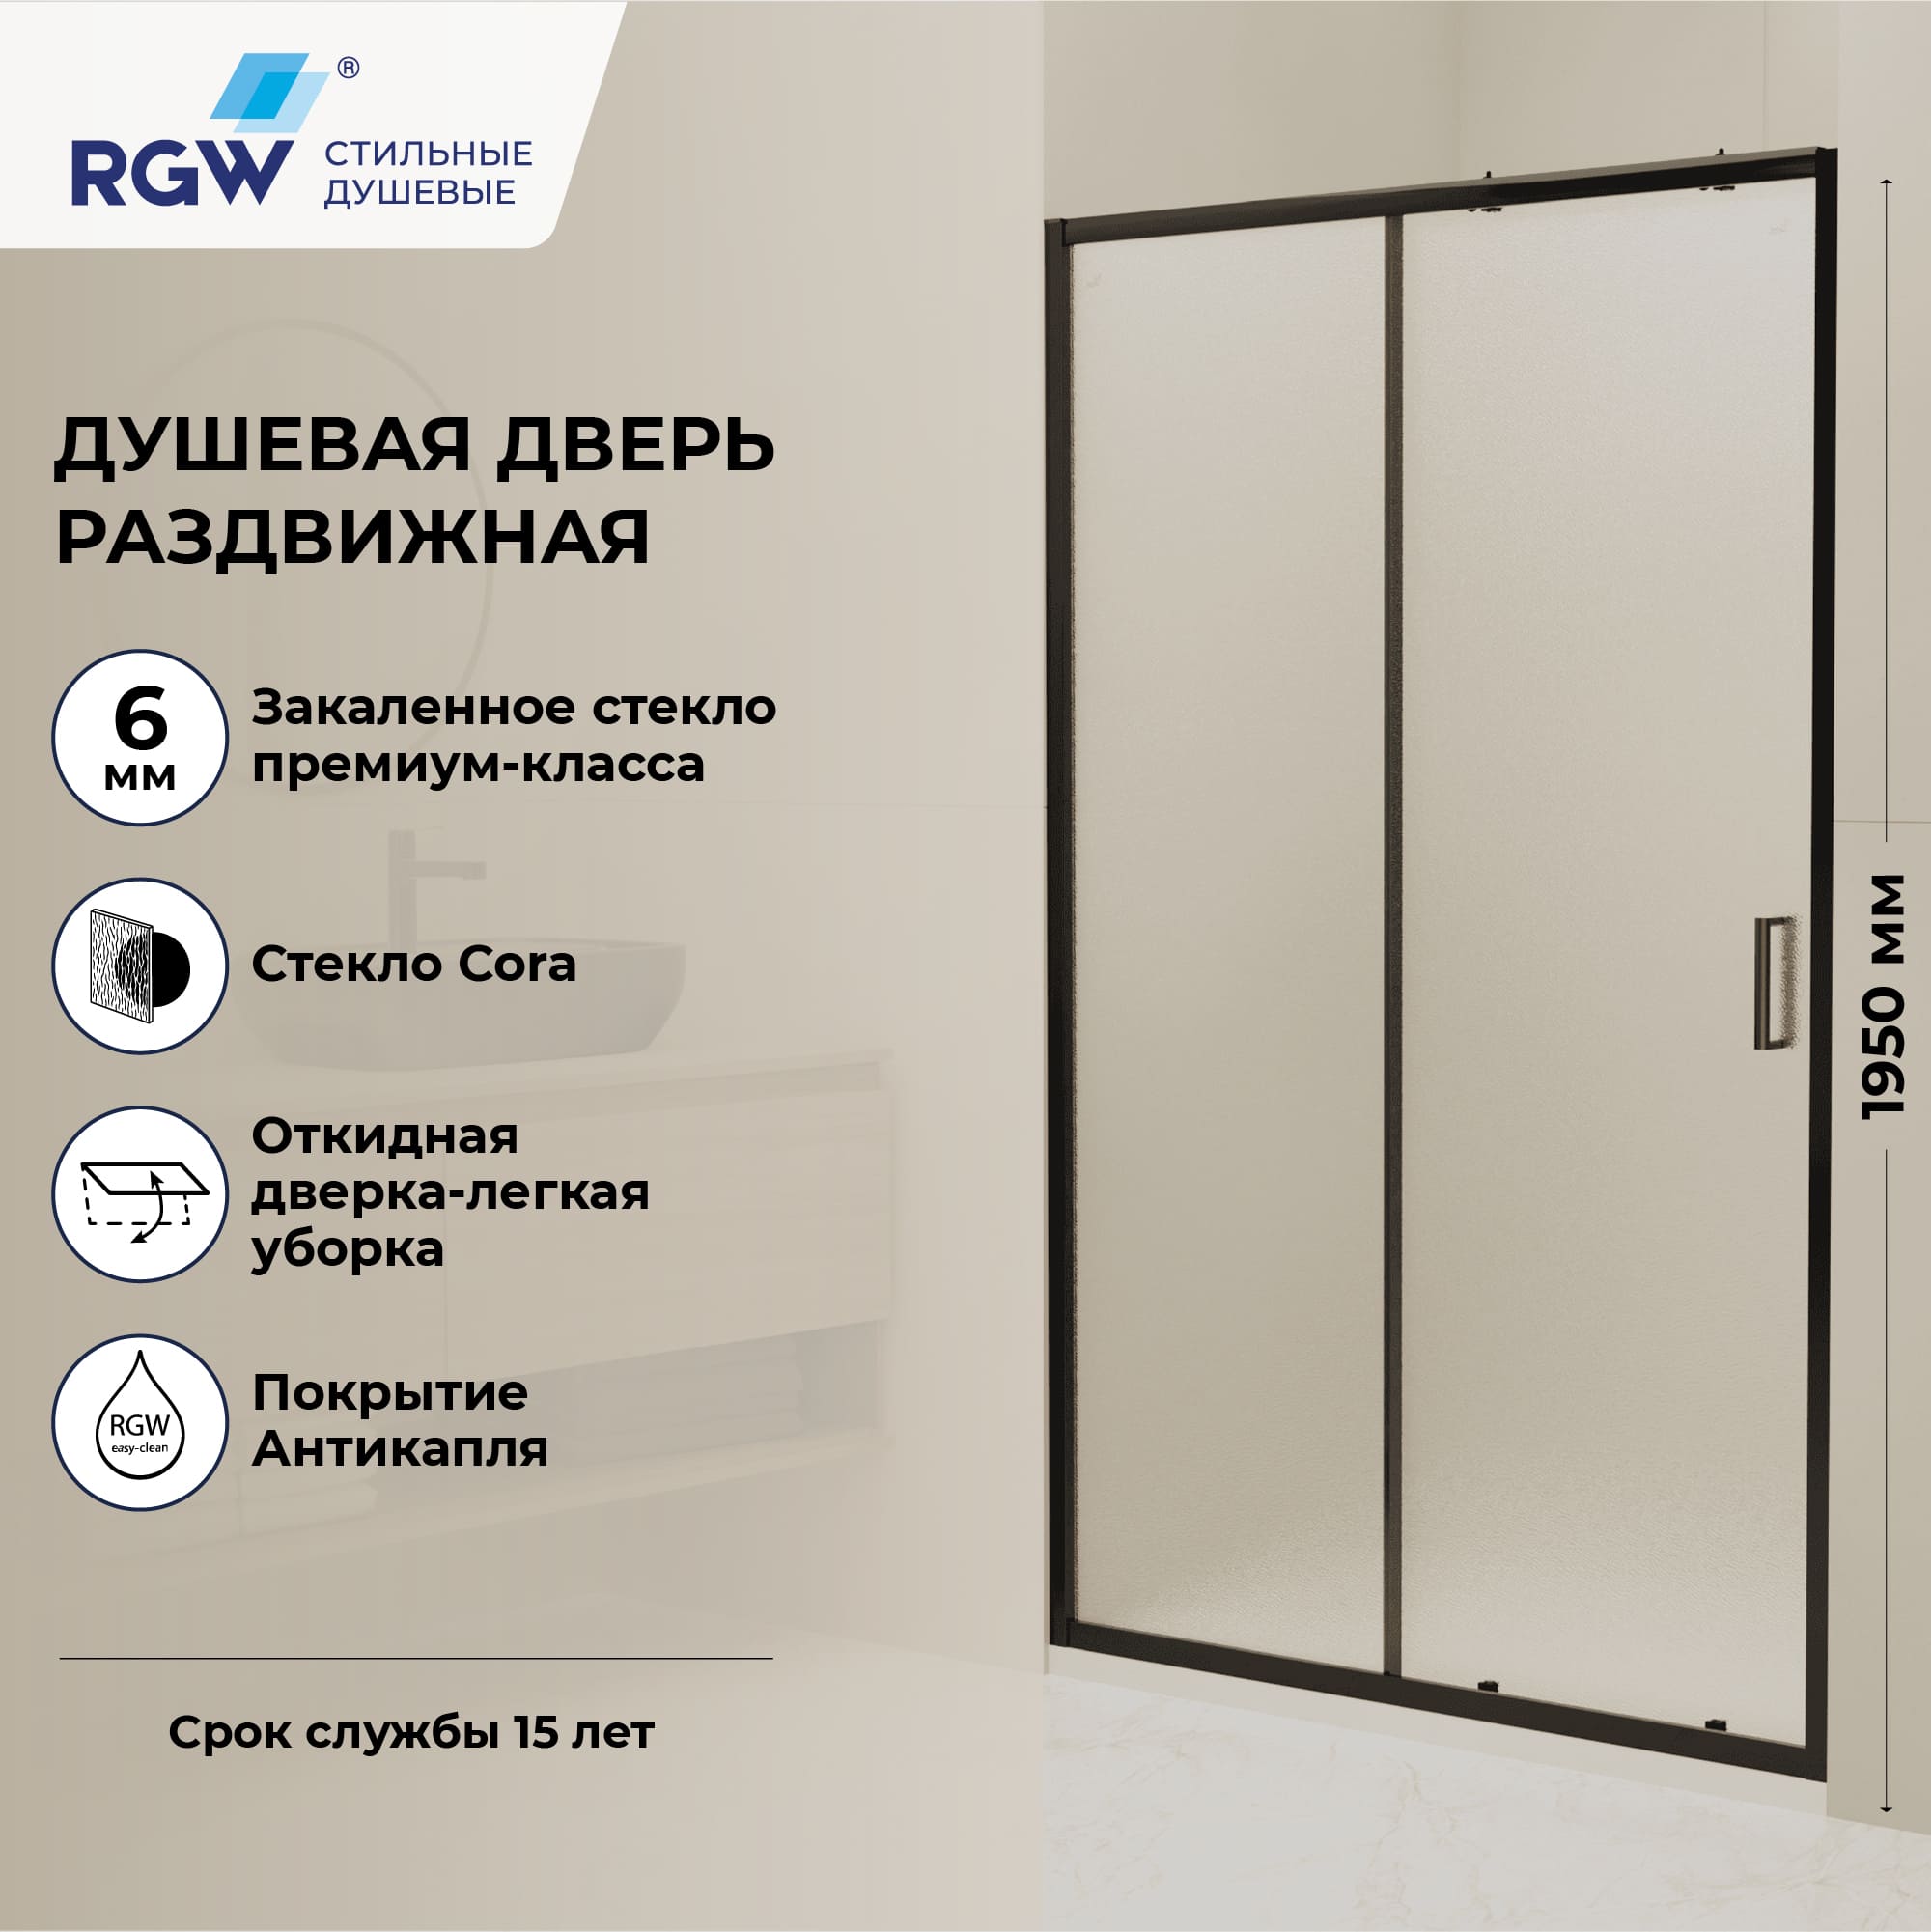 ®
RGW
СТИЛЬНЫЕ
ДУШЕВЫЕ
ДУШЕВАЯ ДВЕРЬ
РАЗДВИЖНАЯ
6
мм
Закаленное стекло
премиум-класса
Стекло Cora
Откидная
дверка-легкая
уборка
RGW
easy-clean
Покрытие
Антикапля
Срок службы 15 лет
1950 мм